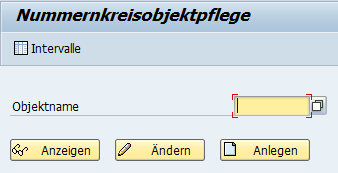 Nummernkreisobjektpflege
Intervalle
Objektname
Anzeigen Ändern Anlegen